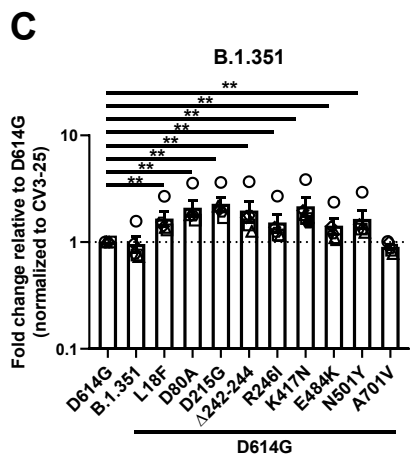 C
B.1.351
**
**
**
**
**
**
**
**
Fold change relative to D614G
(normalized to CV3-25)
10
1
0.1
D614G
B.1.351
L18F
D80A
D215G
Δ242-244
R246I
K417N
E484K
N501Y
A701V
D614G